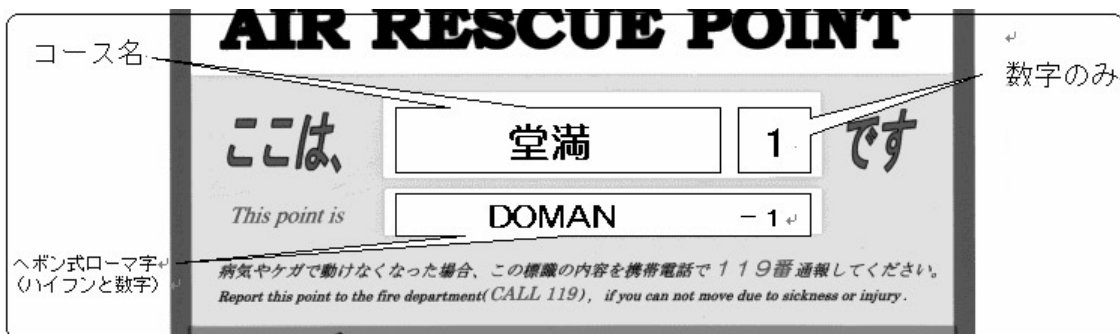 AIR RESCUE POINT
コース名
数字のみ
ここは、 堂満 1 です
This point is DOMAN －1
ヘボン式ローマ字
（ハイフンと数字）
病気やケガで動けなくなった場合、この標識の内容を携帯電話で119番通報してください。
Report this point to the fire department(CALL 119), if you can not move due to sickness or injury.